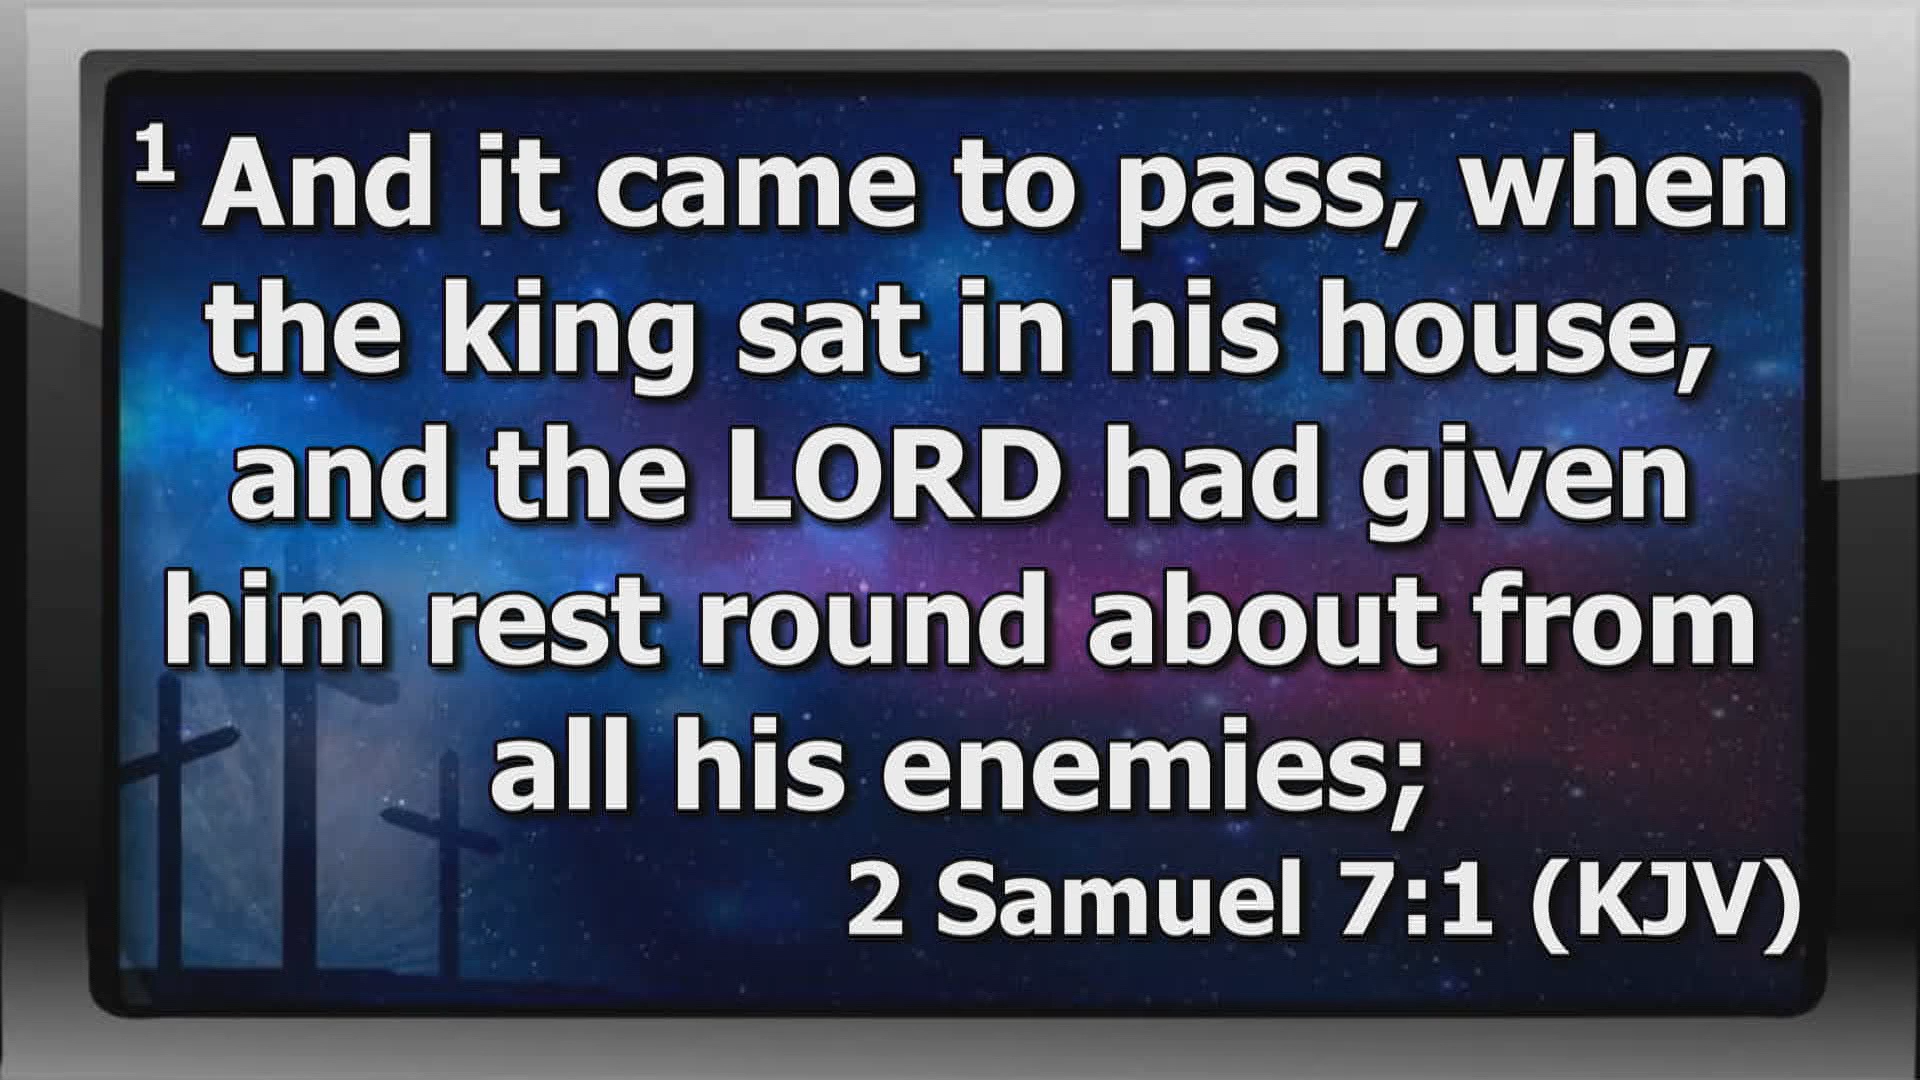 1 And it came to pass, when
the king sat in his house,
and the LORD had given
him rest round about from
all his enemies;
2 Samuel 7:1 (KJV)